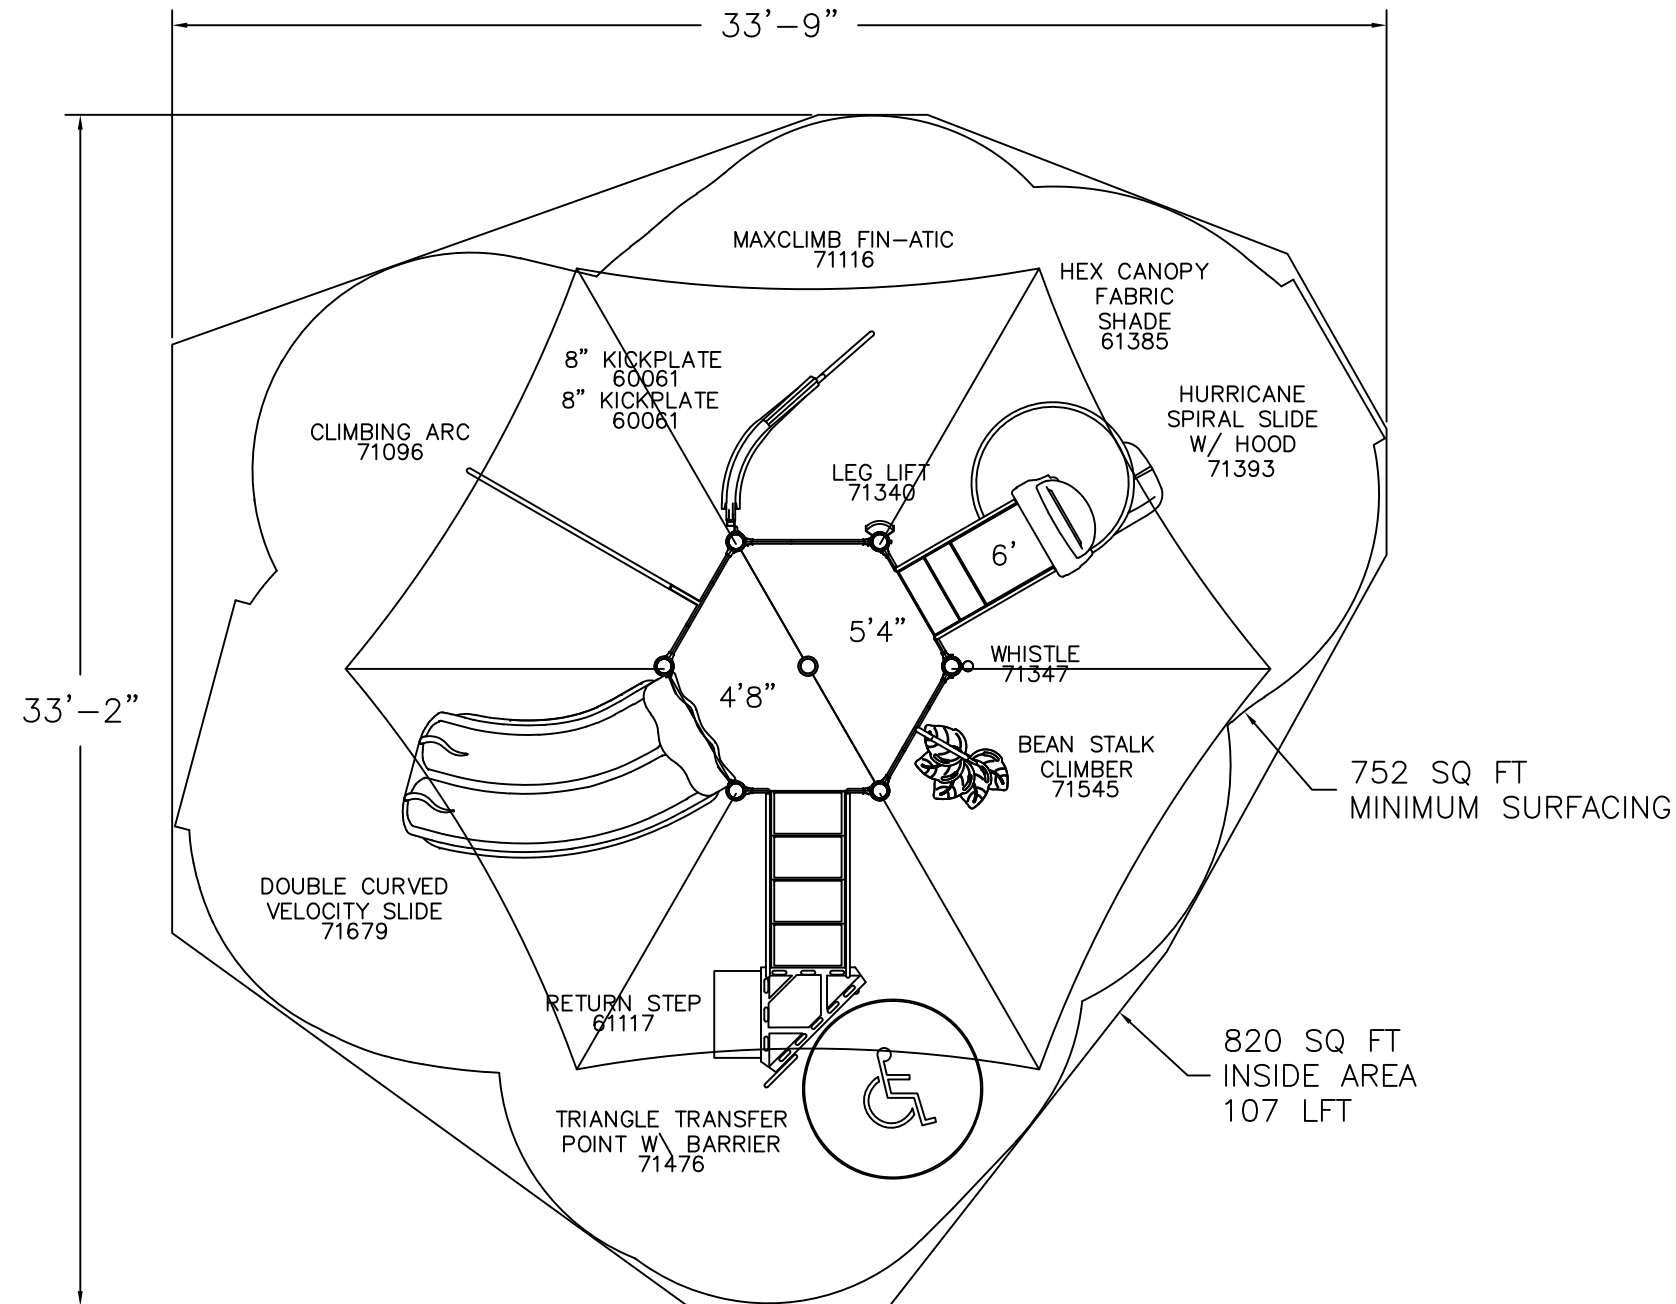 33'-9"
MAXCLIMB FIN-ATIC
71116
HEX CANOPY
FABRIC
SHADE
61385
8" KICKPLATE
60061
8" KICKPLATE
60061
HURRICANE
SPIRAL SLIDE
W/ HOOD
71393
CLIMBING ARC
71096
LEG LIFT
71340
6'
5'4"
WHISTLE
71347
4'8"
33'-2"
BEAN STALK
CLIMBER
71545
752 SQ FT
MINIMUM SURFACING
DOUBLE CURVED
VELOCITY SLIDE
71679
RETURN STEP
61117
820 SQ FT
INSIDE AREA
107 LFT
TRIANGLE TRANSFER
POINT W\ BARRIER
71476